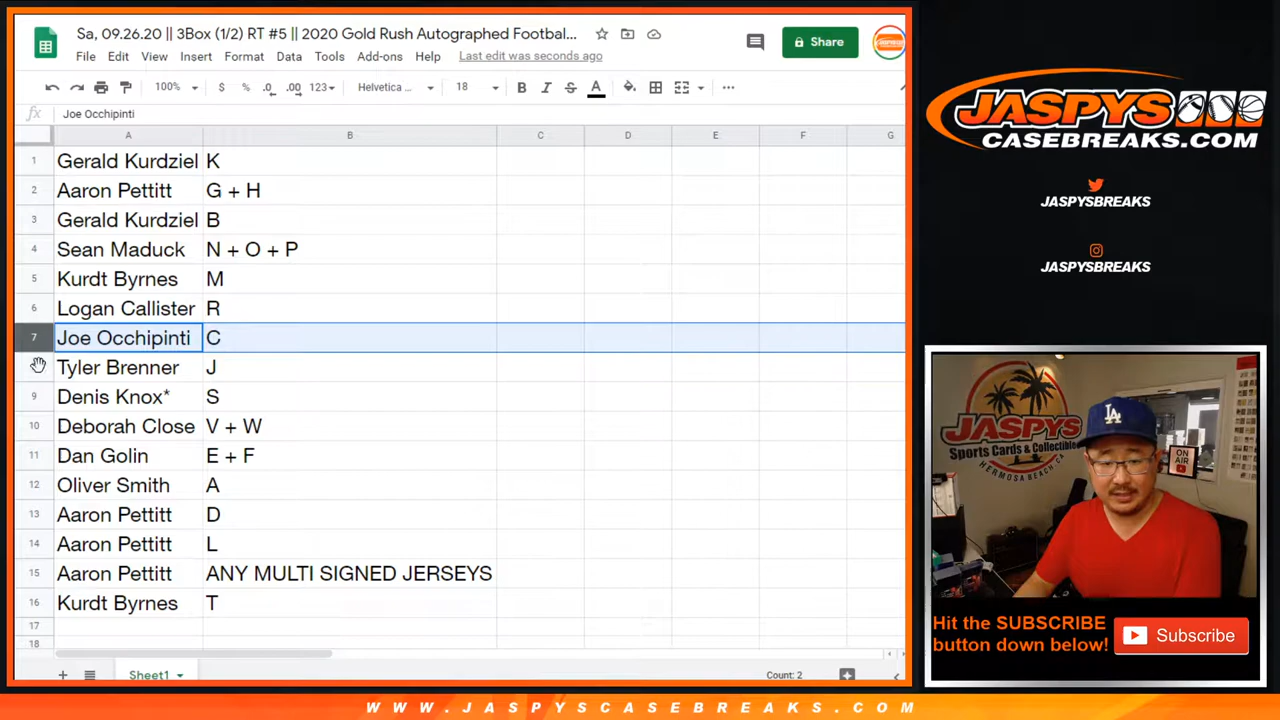 Sa, 09.26.20 || 3Box (1/2) RT #5 || 2020 Gold Rush Autographed Footbal...
File Edit View Insert Format Data Tools Add-ons Help Last edit was seconds ago
Share
100% $ % .0 .00 123 Helvetica ... 18 B I S A
fx Joe Occhipinti
A B C D E F G
1 Gerald Kurdziel K
2 Aaron Pettitt G + H
3 Gerald Kurdziel B
4 Sean Maduck N + O + P
5 Kurdt Byrnes M
6 Logan Callister R
7 Joe Occhipinti C
Tyler Brenner J
9 Denis Knox* S
10 Deborah Close V + W
11 Dan Golin E + F
12 Oliver Smith A
13 Aaron Pettitt D
14 Aaron Pettitt L
15 Aaron Pettitt ANY MULTI SIGNED JERSEYS
16 Kurdt Byrnes T
17
18
Sheet1 Count: 2
JASPYS
CASEBREAKS.COM
JASPYSBREAKS
JASPYSBREAKS
JASPYS
Sports Cards & Collectibles
HERMOSA BEACH, CA
ON AIR
LA
Hit the SUBSCRIBE
button down below!
Subscribe
WWW.JASPYSCASEBREAKS.COM